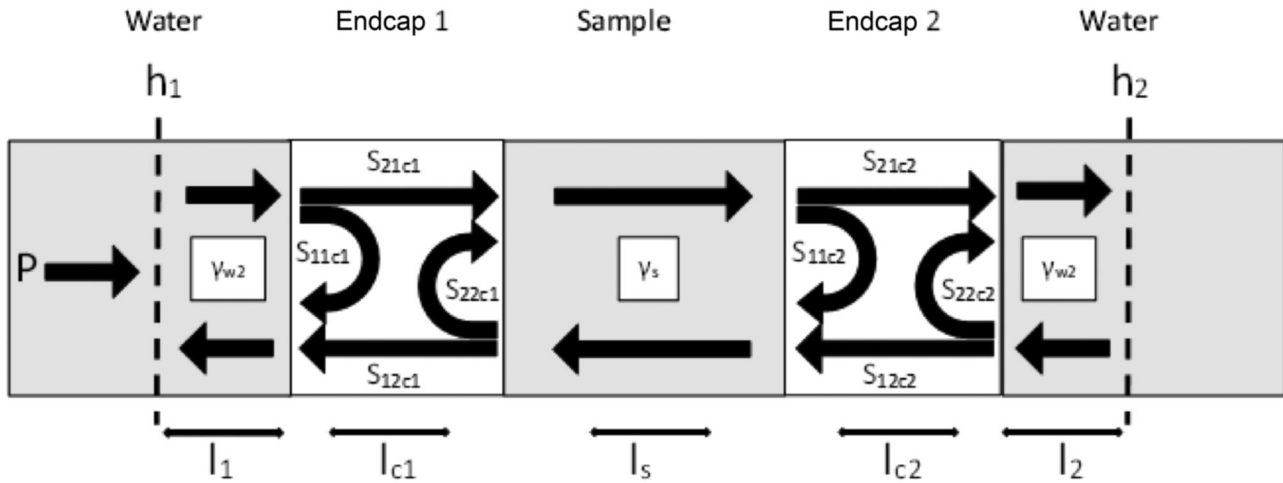 Water Endcap 1 Sample Endcap 2 Water
h1 h2
S21c1 S21c2
P γw2 S11c1 S22c1 γs S11c2 S22c2 γw2
S12c1 S12c2
l1 lc1 ls lc2 l2